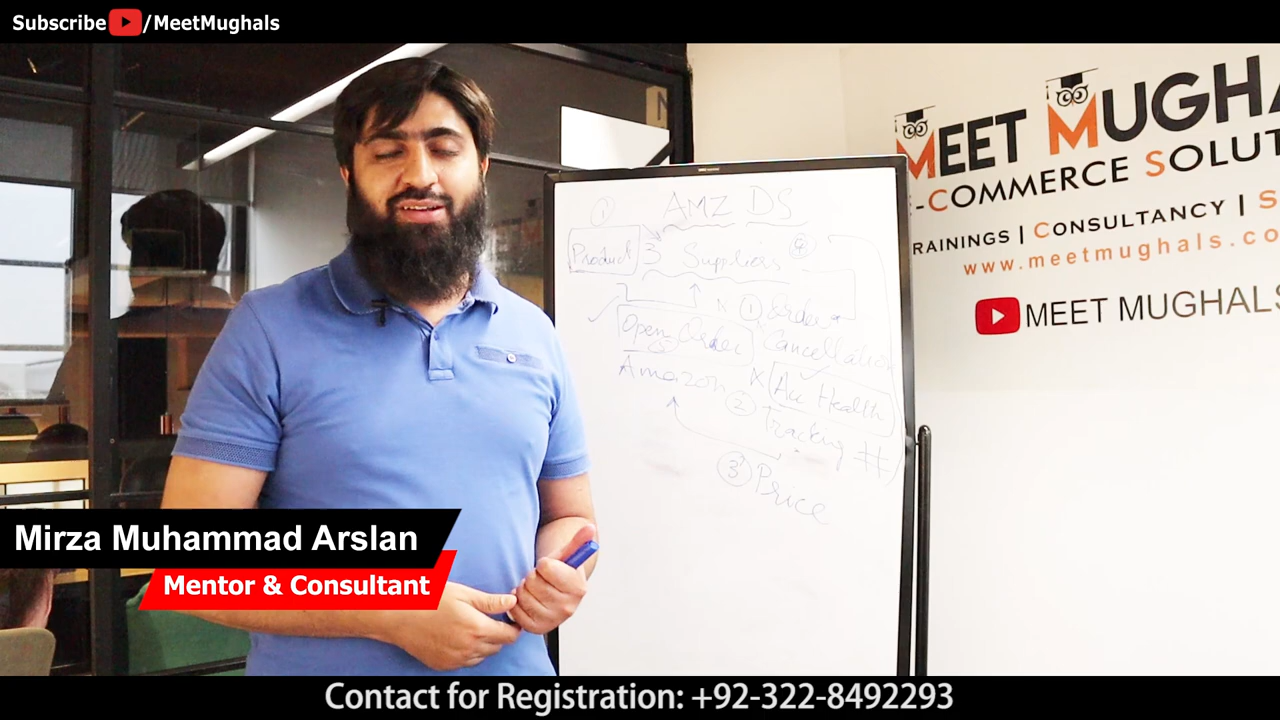 Subscribe /MeetMughals
MEET MUGHA
E-COMMERCE SOLUT
RAININGS | CONSULTANCY | S
www.meetmughals.co
MEET MUGHALS
① AMZ DS
Product 3 Suppliers ④
① Order
Open Order Cancellation
Amazon X Acc Health
② Tracking #
③ Price
Mirza Muhammad Arslan
Mentor & Consultant
Contact for Registration: +92-322-8492293